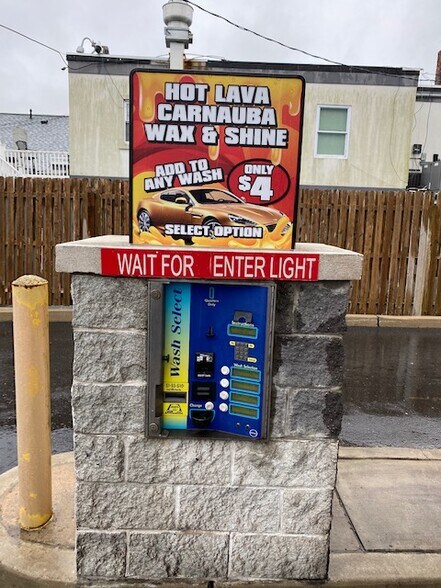 HOT LAVA
CARNAUBA
WAX & SHINE
ADD TO
ANY WASH
ONLY
$4
SELECT OPTION
WAIT FOR ENTER LIGHT
Wash Select
Change